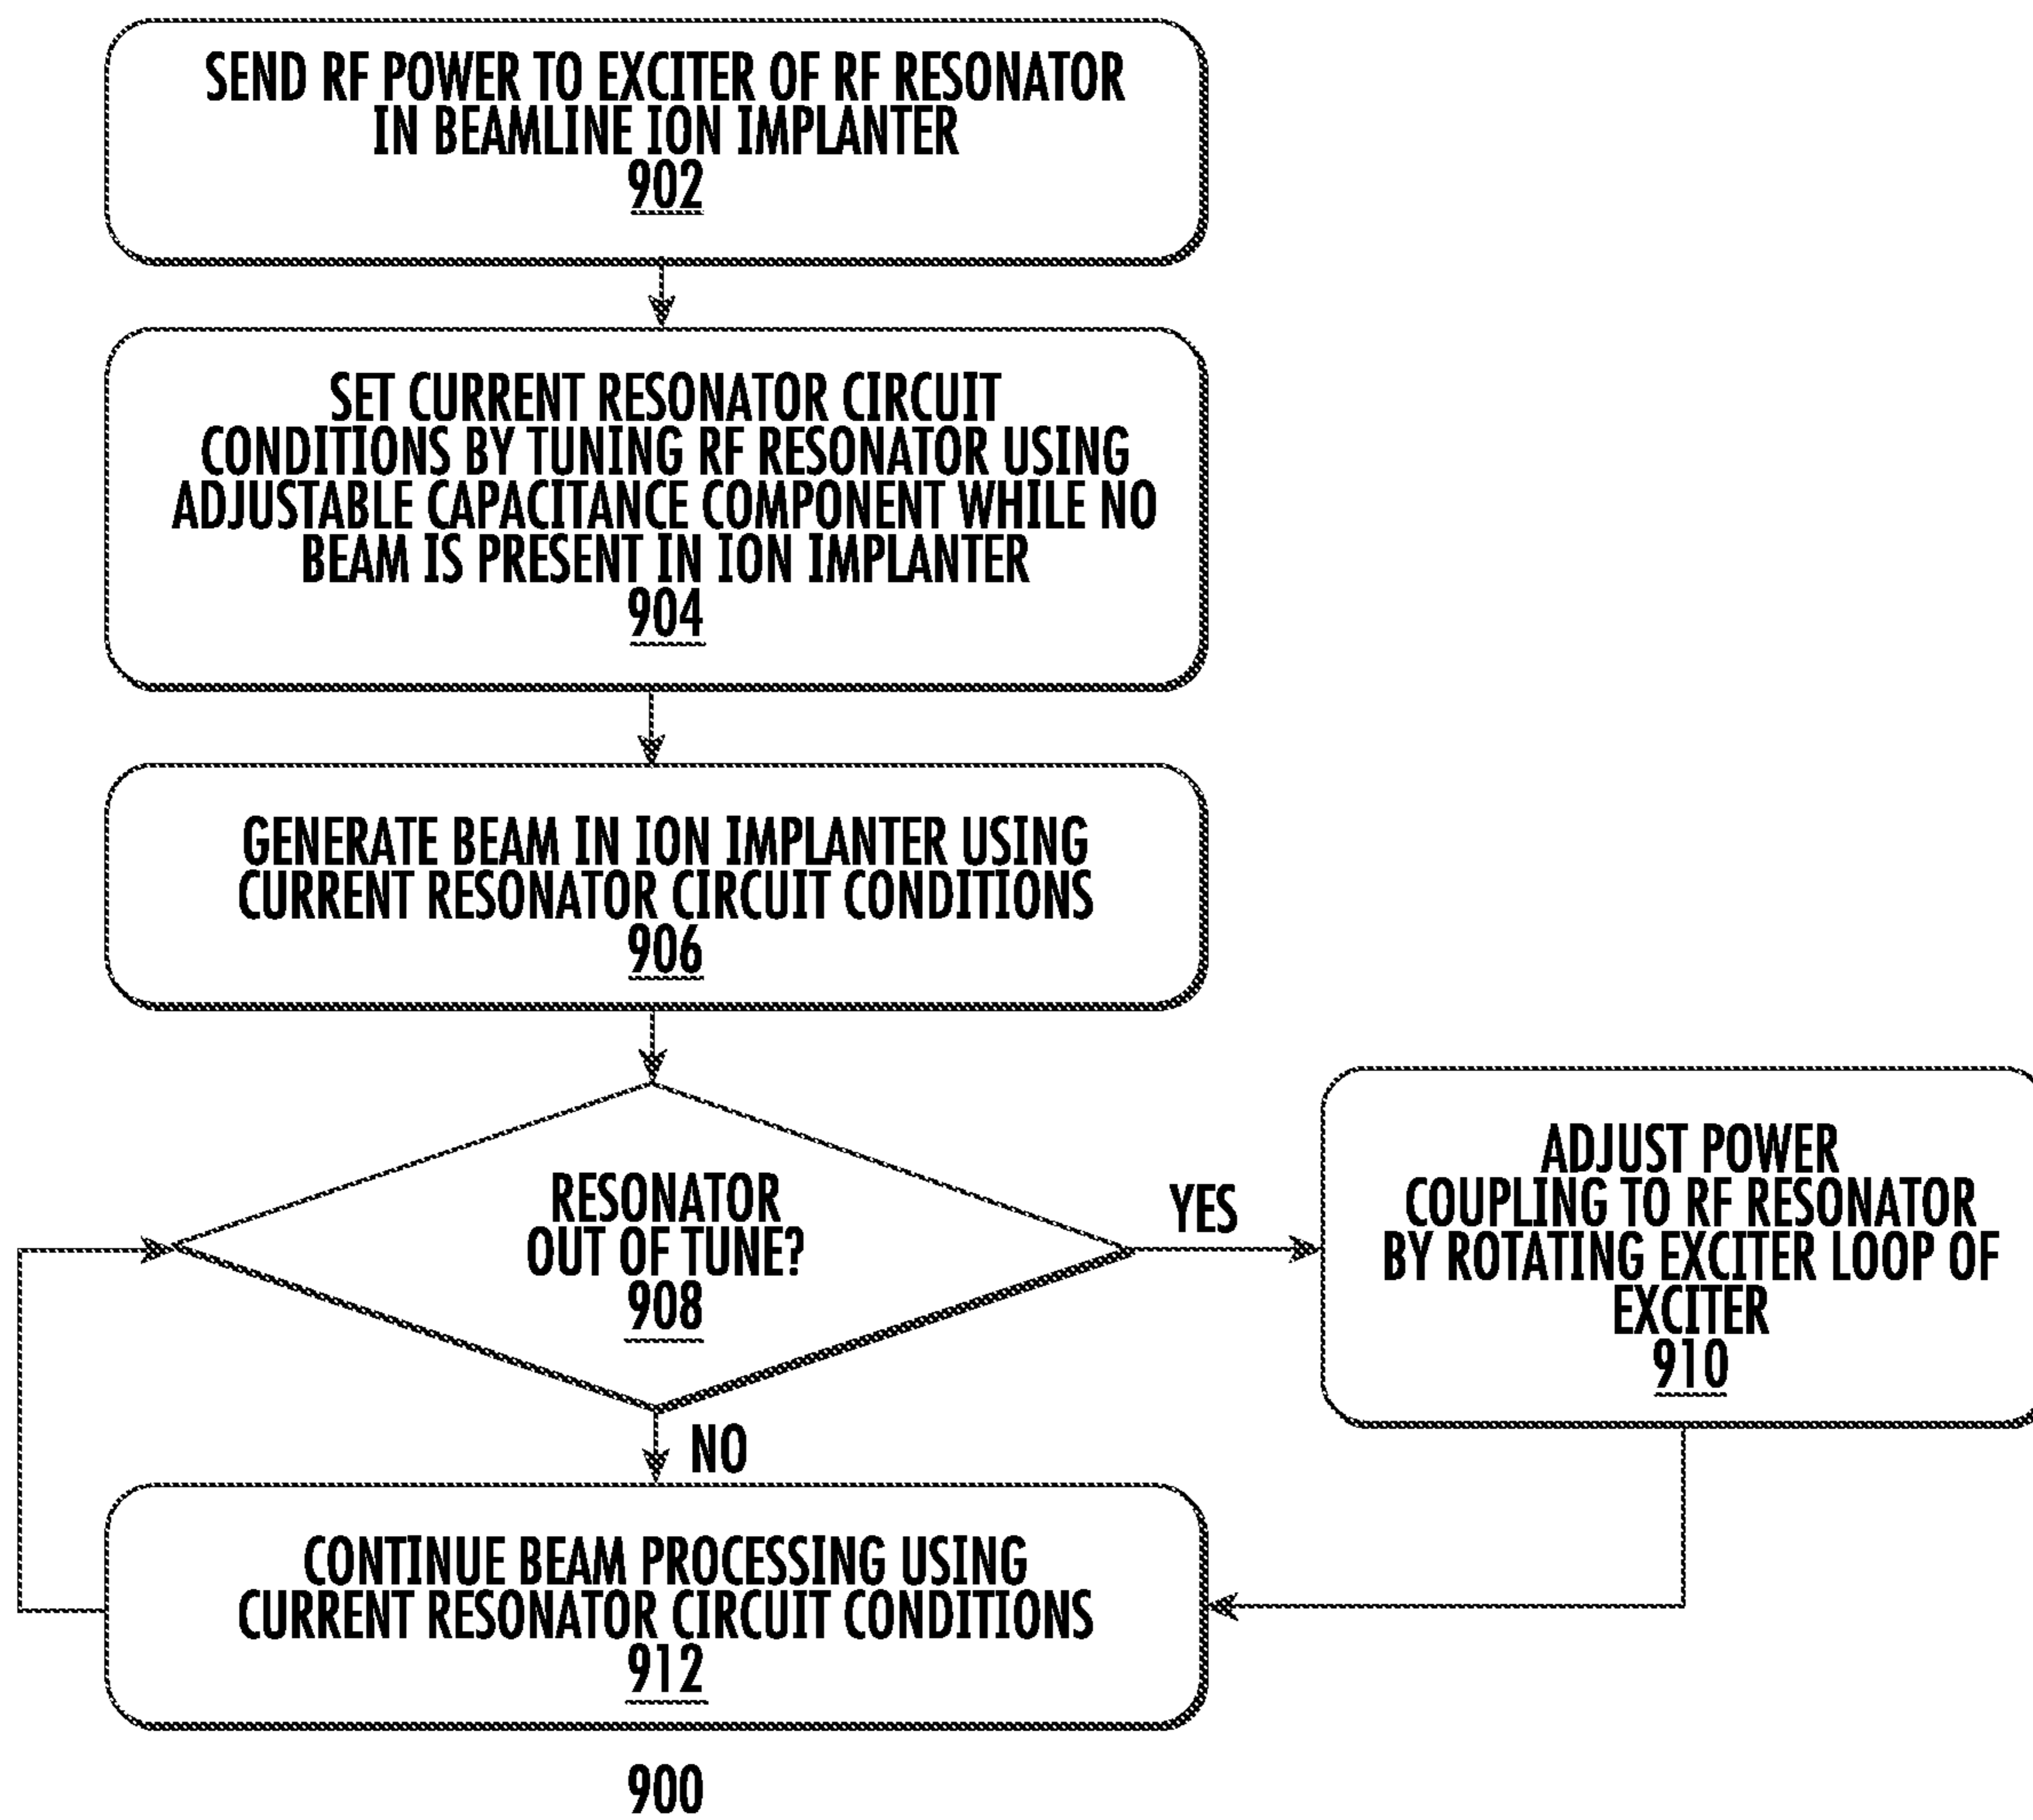 SEND RF POWER TO EXCITER OF RF RESONATOR
IN BEAMLINE ION IMPLANTER
902
SET CURRENT RESONATOR CIRCUIT
CONDITIONS BY TUNING RF RESONATOR USING
ADJUSTABLE CAPACITANCE COMPONENT WHILE NO
BEAM IS PRESENT IN ION IMPLANTER
904
GENERATE BEAM IN ION IMPLANTER USING
CURRENT RESONATOR CIRCUIT CONDITIONS
906
RESONATOR
OUT OF TUNE?
908
YES
ADJUST POWER
COUPLING TO RF RESONATOR
BY ROTATING EXCITER LOOP OF
EXCITER
910
NO
CONTINUE BEAM PROCESSING USING
CURRENT RESONATOR CIRCUIT CONDITIONS
912
900